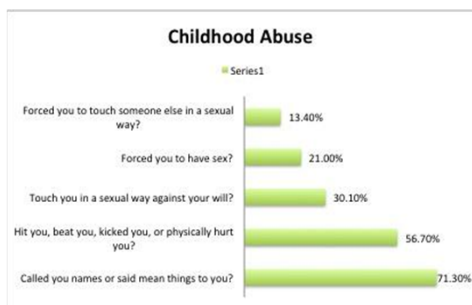 Childhood Abuse
Series1
Forced you to touch someone else in a sexual
way?
13.40%
Forced you to have sex?
21.00%
Touch you in a sexual way against your will?
30.10%
Hit you, beat you, kicked you, or physically hurt
you?
56.70%
Called you names or said mean things to you?
71.30%